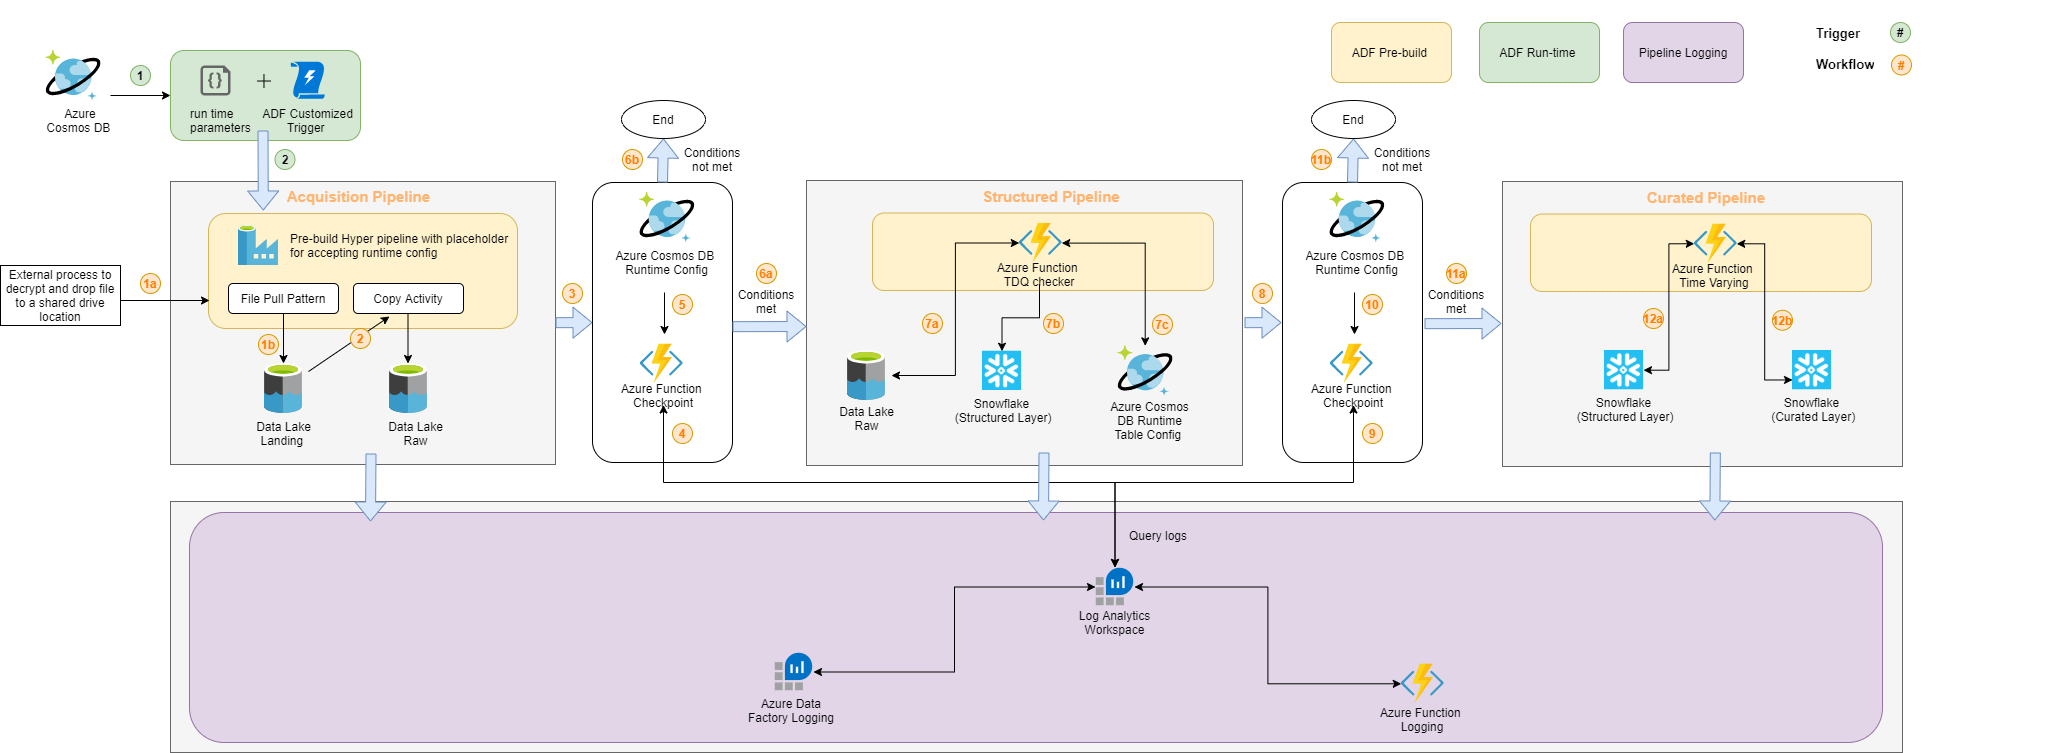 ADF Pre-build
ADF Run-time
Pipeline Logging
Trigger
#
Workflow
#
Azure
Cosmos DB
1
run time
parameters
+
ADF Customized
Trigger
2
End
6b
Conditions
not met
End
11b
Conditions
not met
Acquisition Pipeline
Pre-build Hyper pipeline with placeholder
for accepting runtime config
External process to
decrypt and drop file
to a shared drive
location
1a
File Pull Pattern
Copy Activity
1b
2
Data Lake
Landing
Data Lake
Raw
3
Azure Cosmos DB
Runtime Config
5
Azure Function
Checkpoint
4
6a
Conditions
met
Structured Pipeline
Azure Function
TDQ checker
7a
7b
7c
Data Lake
Raw
Snowflake
(Structured Layer)
Azure Cosmos
DB Runtime
Table Config
8
Azure Cosmos DB
Runtime Config
10
Azure Function
Checkpoint
9
11a
Conditions
met
Curated Pipeline
Azure Function
Time Varying
12a
12b
Snowflake
(Structured Layer)
Snowflake
(Curated Layer)
Query logs
Log Analytics
Workspace
Azure Data
Factory Logging
Azure Function
Logging